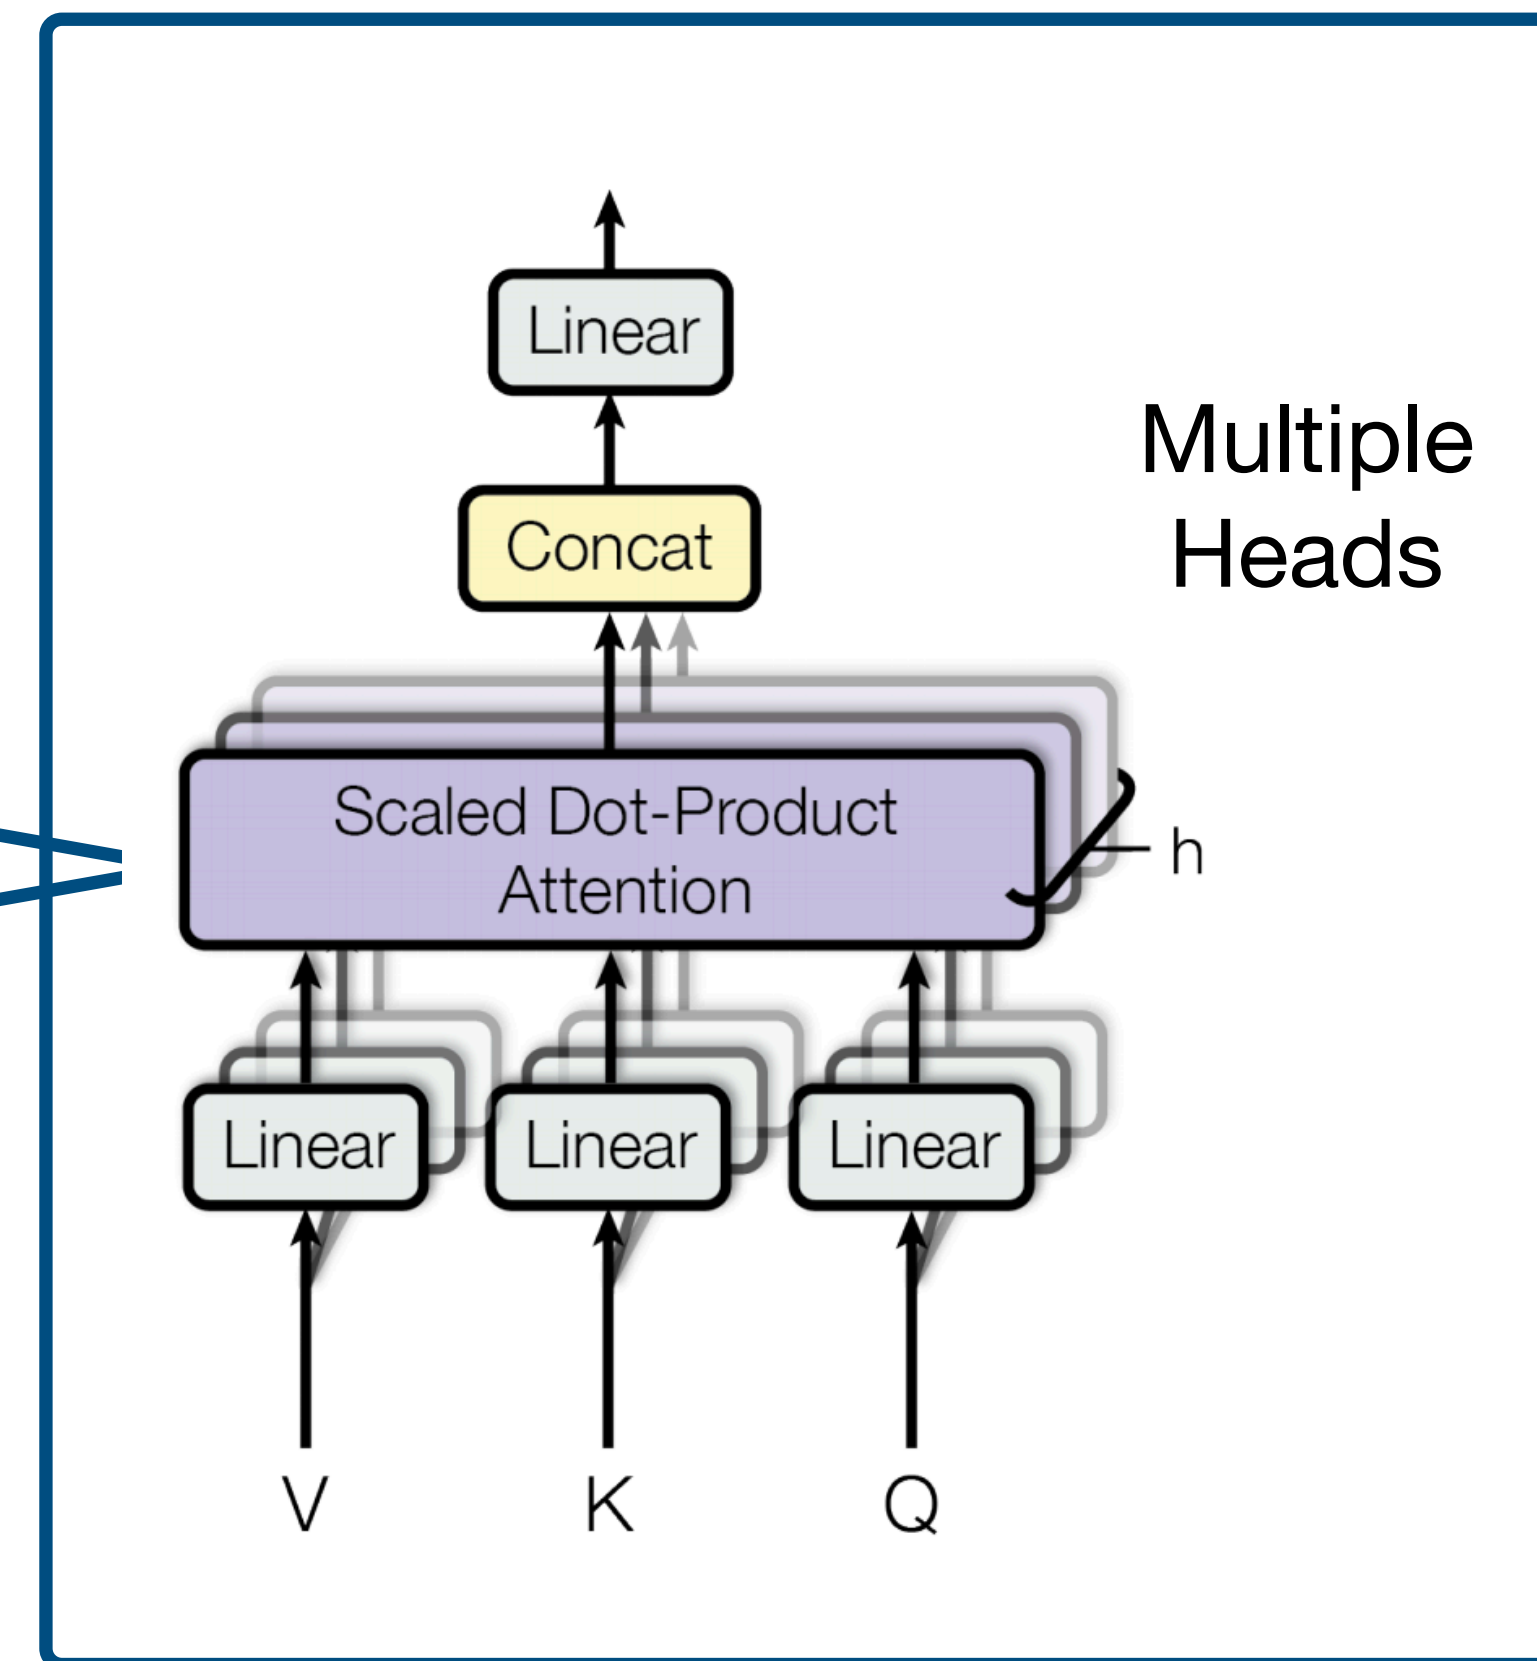 Linear
Multiple
Heads
Concat
Scaled Dot-Product
Attention
h
Linear Linear Linear
V K Q